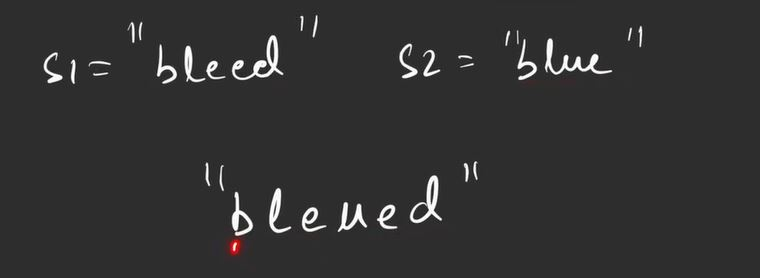 S1 = "bleed" S2 = "blue"
"bleued"